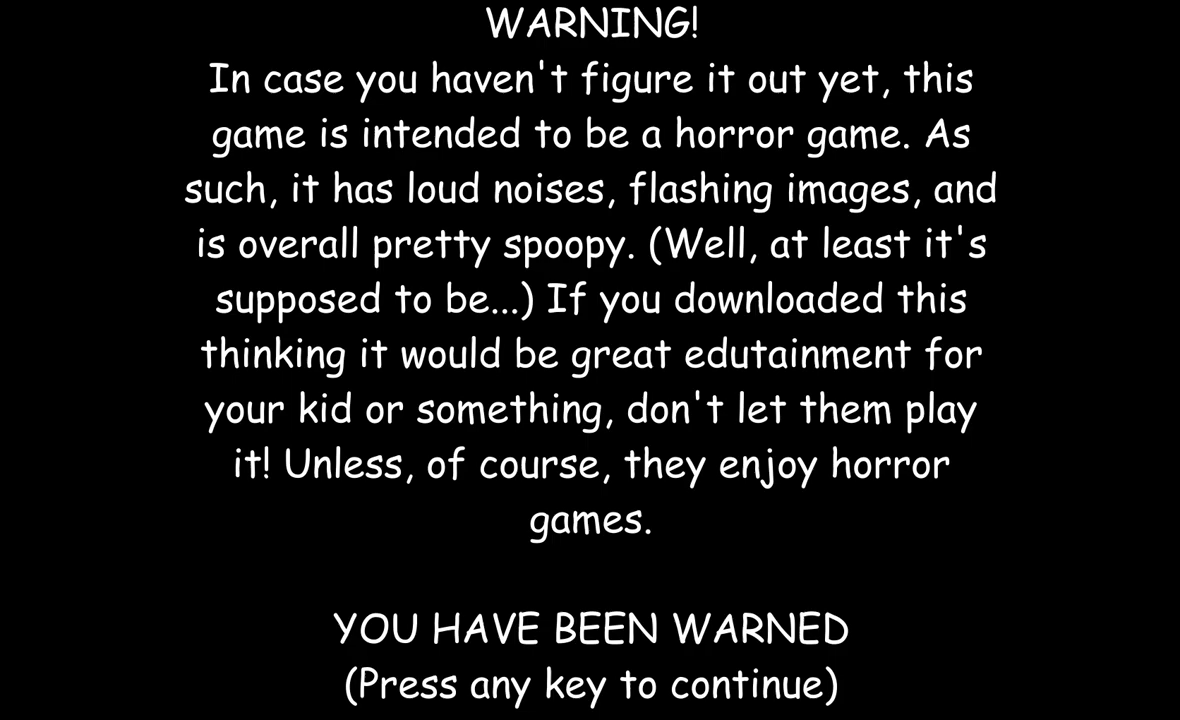 WARNING!
In case you haven't figure it out yet, this
game is intended to be a horror game. As
such, it has loud noises, flashing images, and
is overall pretty spoopy. (Well, at least it's
supposed to be...) If you downloaded this
thinking it would be great edutainment for
your kid or something, don't let them play
it! Unless, of course, they enjoy horror
games.
YOU HAVE BEEN WARNED
(Press any key to continue)